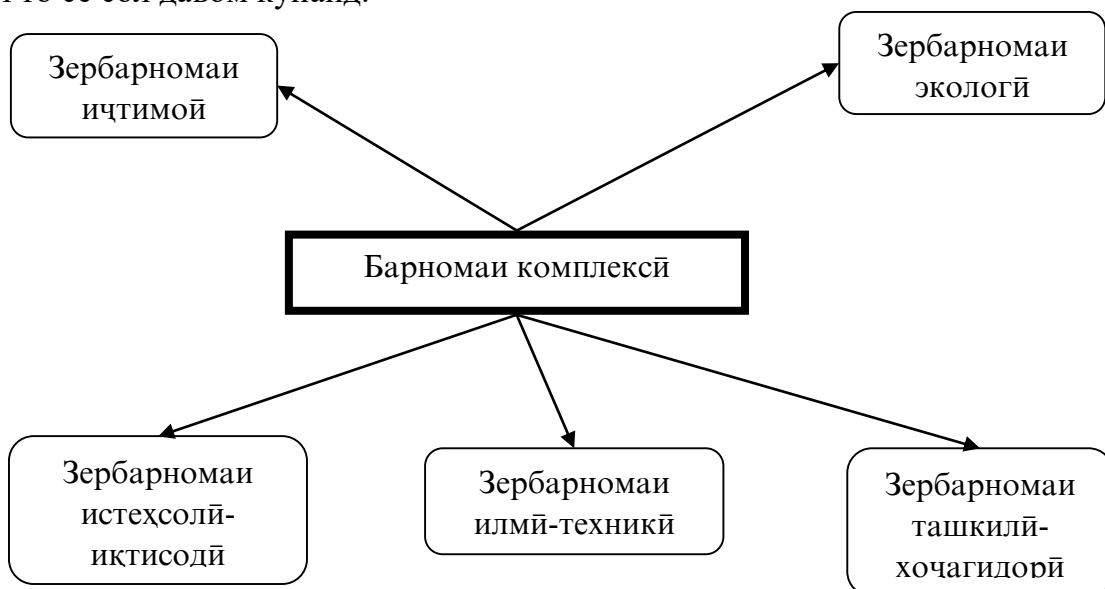 Зербарномаи
иҷтимоӣ
Зербарномаи
экологӣ
Барномаи комплексӣ
Зербарномаи
истеҳсолӣ-
иқтисодӣ
Зербарномаи
илмӣ-техникӣ
Зербарномаи
ташкилӣ-
хоҷагидорӣ